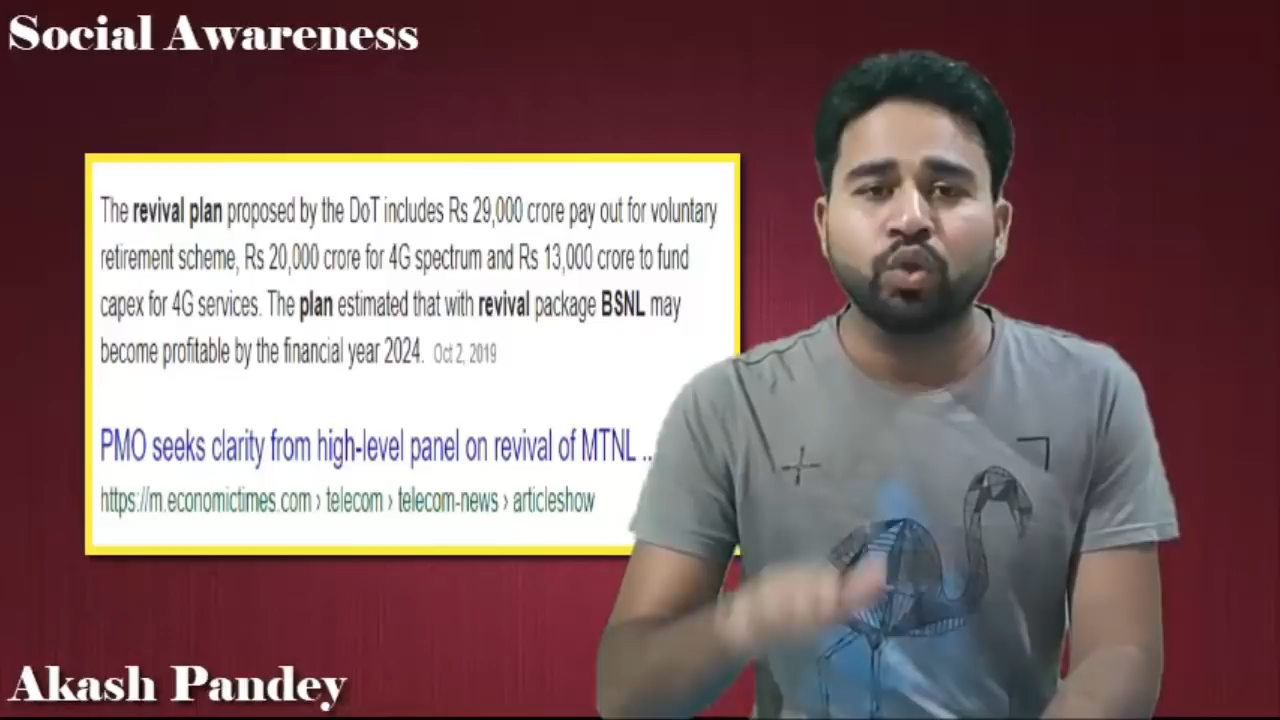 Social Awareness
The revival plan proposed by the DoT includes Rs 29,000 crore pay out for voluntary
retirement scheme, Rs 20,000 crore for 4G spectrum and Rs 13,000 crore to fund
capex for 4G services. The plan estimated that with revival package BSNL may
become profitable by the financial year 2024. Oct 2, 2019
PMO seeks clarity from high-level panel on revival of MTNL ...
https://m.economictimes.com › telecom › telecom-news › articleshow
Akash Pandey